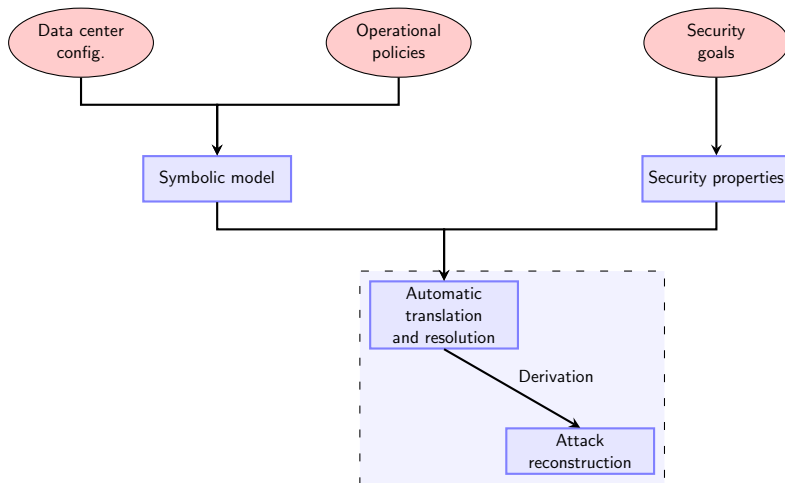 Data center
config.
Operational
policies
Security
goals
Symbolic model
Security properties
Automatic
translation
and resolution
Derivation
Attack
reconstruction